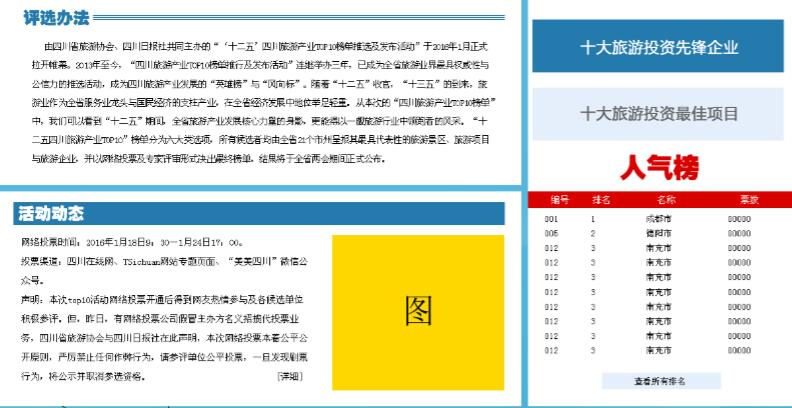 评选办法
由四川省旅游协会、四川日报社共同主办的“‘十二五’四川旅游产业TOP10榜单推选及发布活动”于2016年1月正式
拉开帷幕。2013年至今，“四川旅游产业TOP10榜单推行及发布活动”连继举办三年，已成为全省旅游业界最具权威性与
公信力的推选活动，成为四川旅游产业发展的“英雄榜”与“风向标”。随着“十二五”收官，“十三五”的到来，旅
游业作为全省服务业龙头与国民经济的支柱产业，在全省经济发展中地位举足轻重。从本次的“四川旅游产业TOP10榜单”
中，我们可以看到“十二五”期间，全省旅游产业发展核心力量的身影，更能得以一瞰旅游行业中领跑者的风采。“十
二五四川旅游产业TOP10”榜单分为六大类选项，所有候选者均由全省21个市州呈报其最具代表性的旅游景区、旅游项目
与旅游企业，并以网络投票及专家评审形式决出最终榜单，结果将于全省两会期间正式公布。
活动动态
网络投票时间：2016年1月18日9：30—1月24日17：00。
投票渠道：四川在线网、TSichuan网站专题页面、“美美四川”微信公
众号。
声明：本次top10活动网络投票开通后得到网友热情参与及各候选单位
积极参评。但，昨日，有网络投票公司假冒主办方名义招揽代投票业
务，四川省旅游协会与四川日报社在此声明，本次网络投票本着公平公
开原则，严厉禁止任何作弊行为，请参评单位公平投票，一旦发现刷票
行为，将公示并取消参选资格。 [详细]
图
十大旅游投资先锋企业
十大旅游投资最佳项目
人气榜
编号 排名 名称 票数
001 1 成都市 00000
005 2 德阳市 00000
012 3 南充市 00000
012 3 南充市 00000
012 3 南充市 00000
012 3 南充市 00000
012 3 南充市 00000
012 3 南充市 00000
012 3 南充市 00000
012 3 南充市 00000
查看所有排名